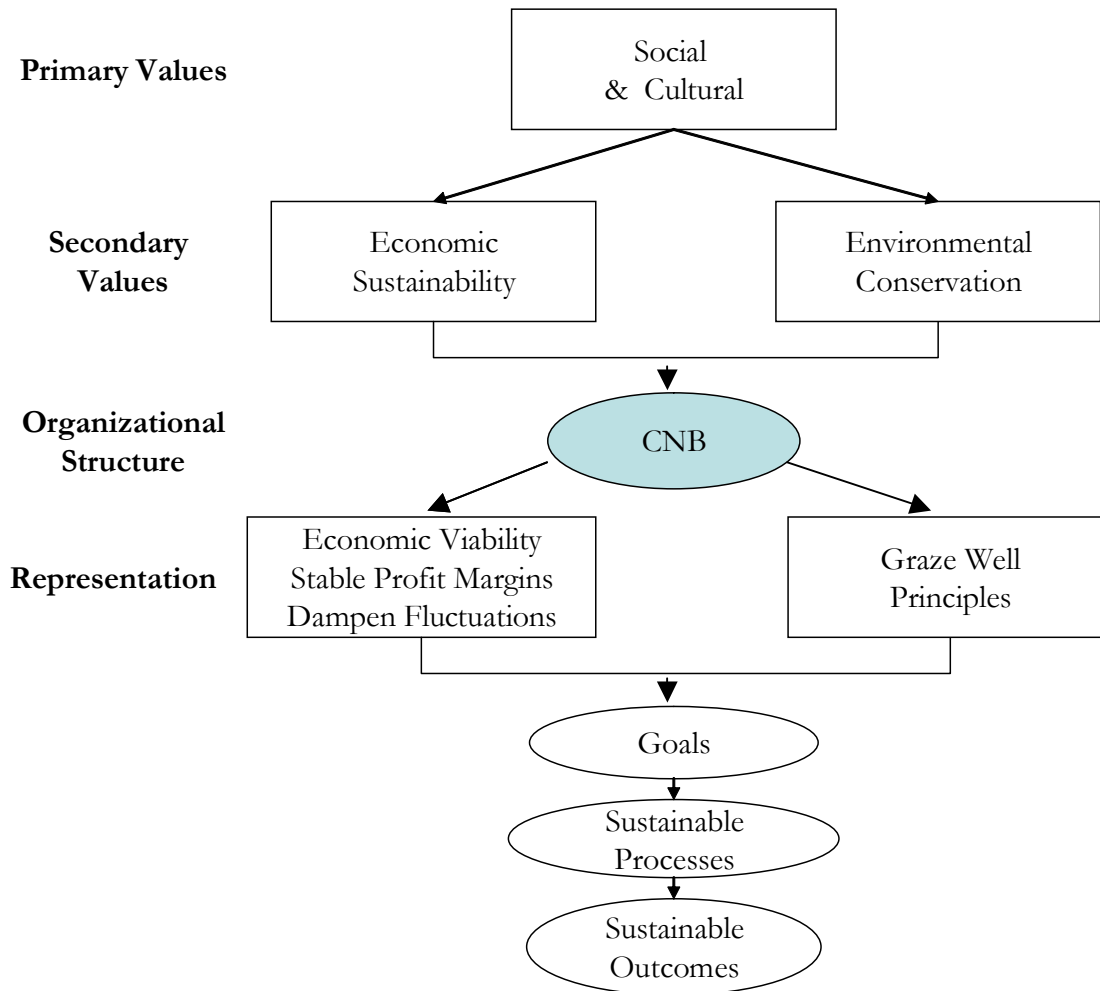 Primary Values
Social
& Cultural
Secondary
Values
Economic
Sustainability
Environmental
Conservation
Organizational
Structure
CNB
Representation
Economic Viability
Stable Profit Margins
Dampen Fluctuations
Graze Well
Principles
Goals
Sustainable
Processes
Sustainable
Outcomes